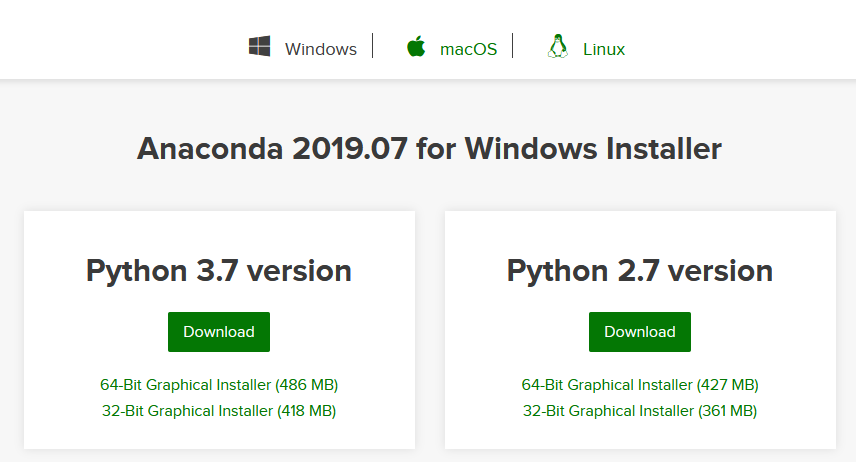 Windows macOS Linux
Anaconda 2019.07 for Windows Installer
Python 3.7 version
Download
64-Bit Graphical Installer (486 MB)
32-Bit Graphical Installer (418 MB)
Python 2.7 version
Download
64-Bit Graphical Installer (427 MB)
32-Bit Graphical Installer (361 MB)